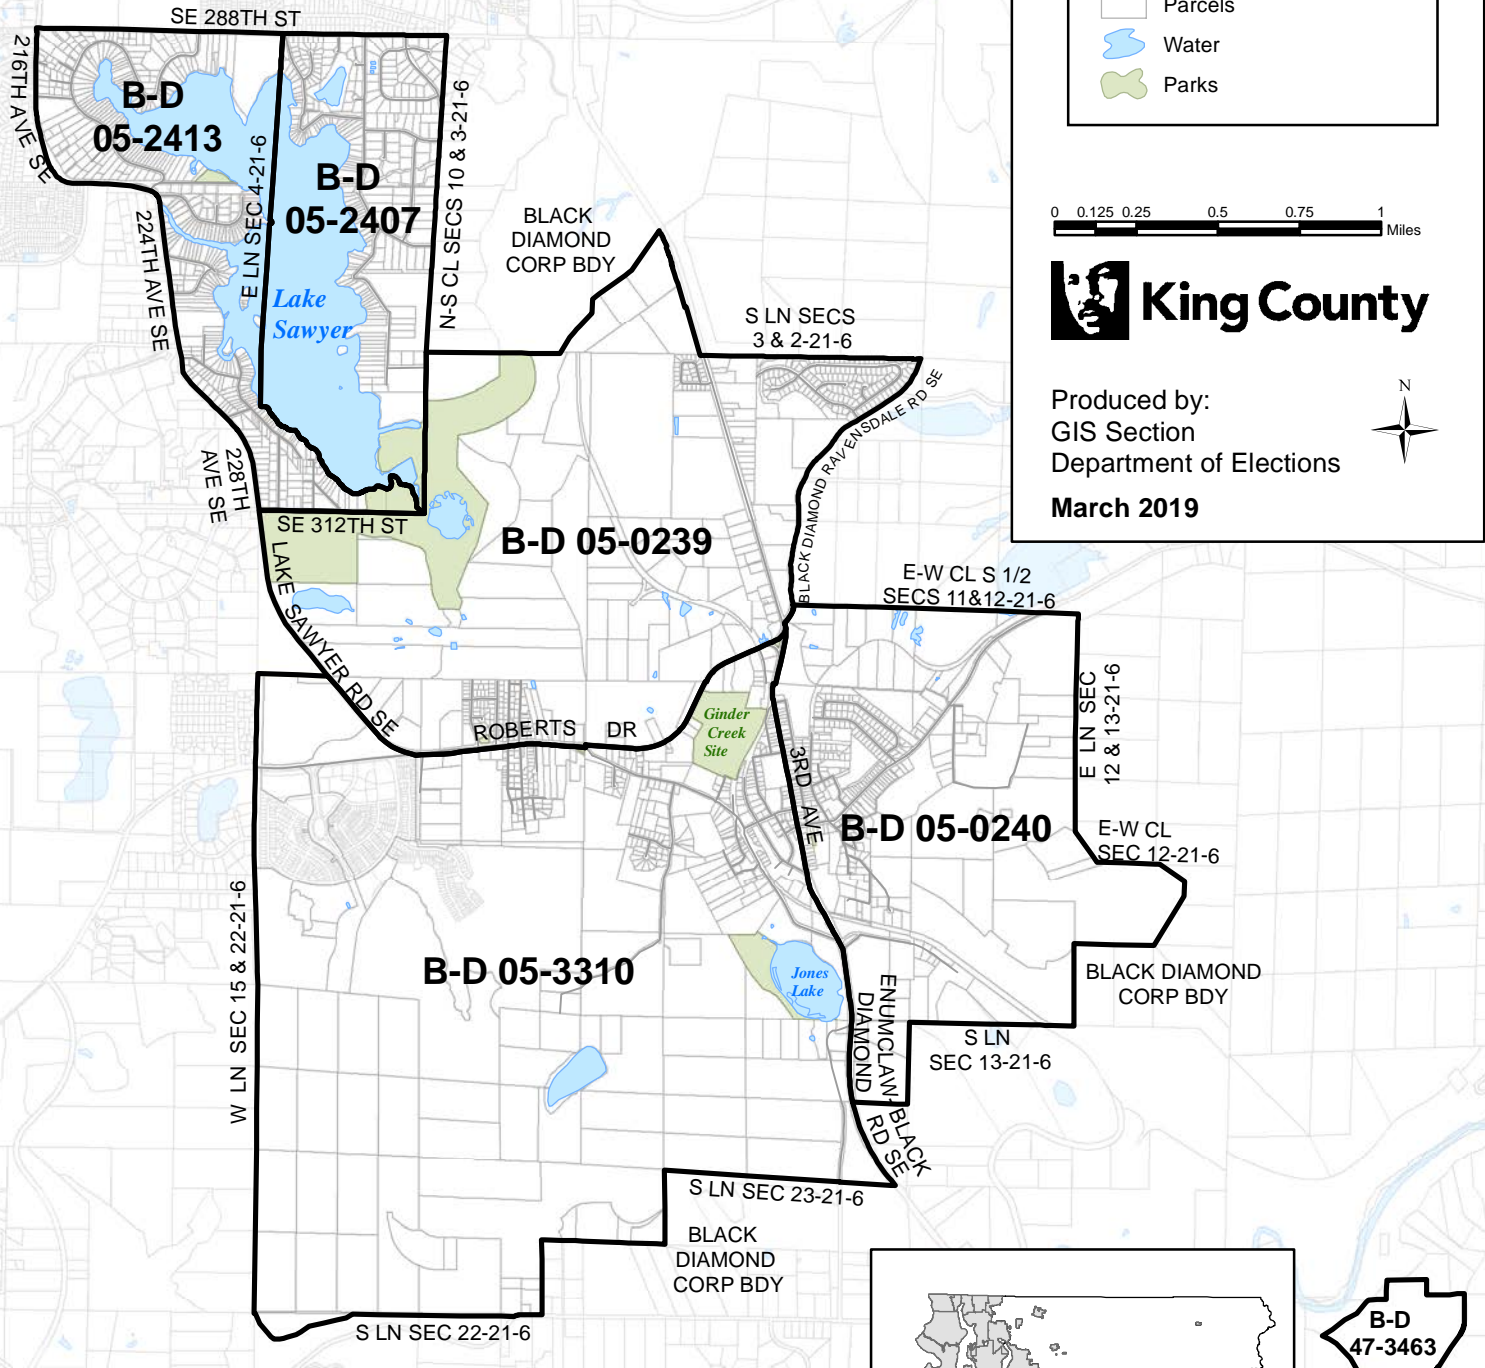 SE 288TH ST
216TH AVE SE
B-D
05-2413
E LN SEC 4-21-6
B-D
05-2407
N-S CL SECS 10 & 3-21-6
224TH AVE SE
Lake
Sawyer
BLACK
DIAMOND
CORP BDY
S LN SECS
3 & 2-21-6
BLACK DIAMOND RAVENSDALE RD SE
228TH
AVE SE
SE 312TH ST
B-D 05-0239
LAKE SAWYER RD SE
E-W CL S 1/2
SECS 11&12-21-6
E LN SEC
12 & 13-21-6
ROBERTS DR
Ginder
Creek
Site
3RD AVE
B-D 05-0240
E-W CL
SEC 12-21-6
W LN SEC 15 & 22-21-6
B-D 05-3310
Jones
Lake
ENUMCLAW-BLACK
DIAMOND RD SE
BLACK DIAMOND
CORP BDY
S LN
SEC 13-21-6
S LN SEC 23-21-6
BLACK
DIAMOND
CORP BDY
S LN SEC 22-21-6
Parcels
Water
Parks
0 0.125 0.25 0.5 0.75 1
Miles
King County
Produced by:
GIS Section
Department of Elections
March 2019
N
B-D
47-3463